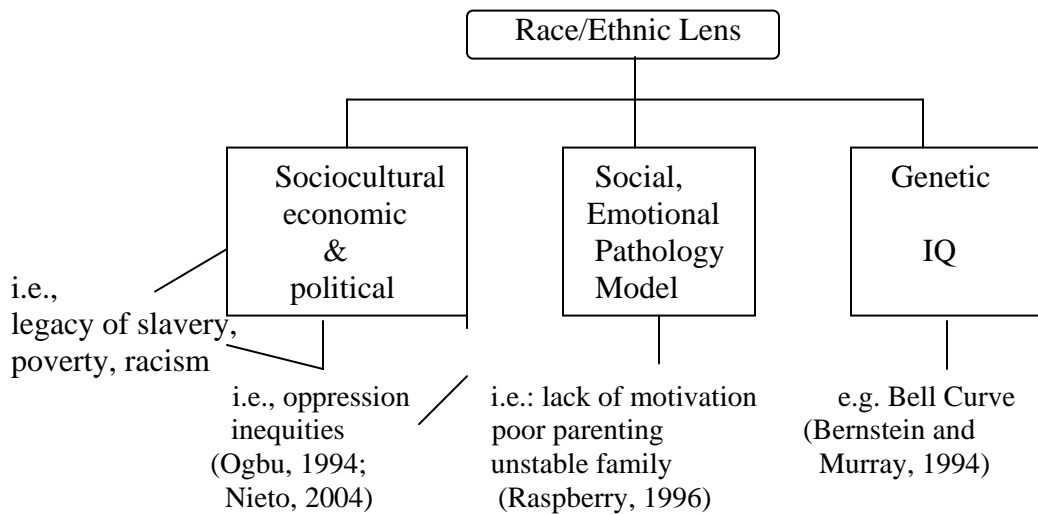 Race/Ethnic Lens
Sociocultural
economic
&
political
Social,
Emotional
Pathology
Model
Genetic
IQ
i.e.,
legacy of slavery,
poverty, racism
i.e., oppression
inequities
(Ogbu, 1994;
Nieto, 2004)
i.e.: lack of motivation
poor parenting
unstable family
(Raspberry, 1996)
e.g. Bell Curve
(Bernstein and
Murray, 1994)